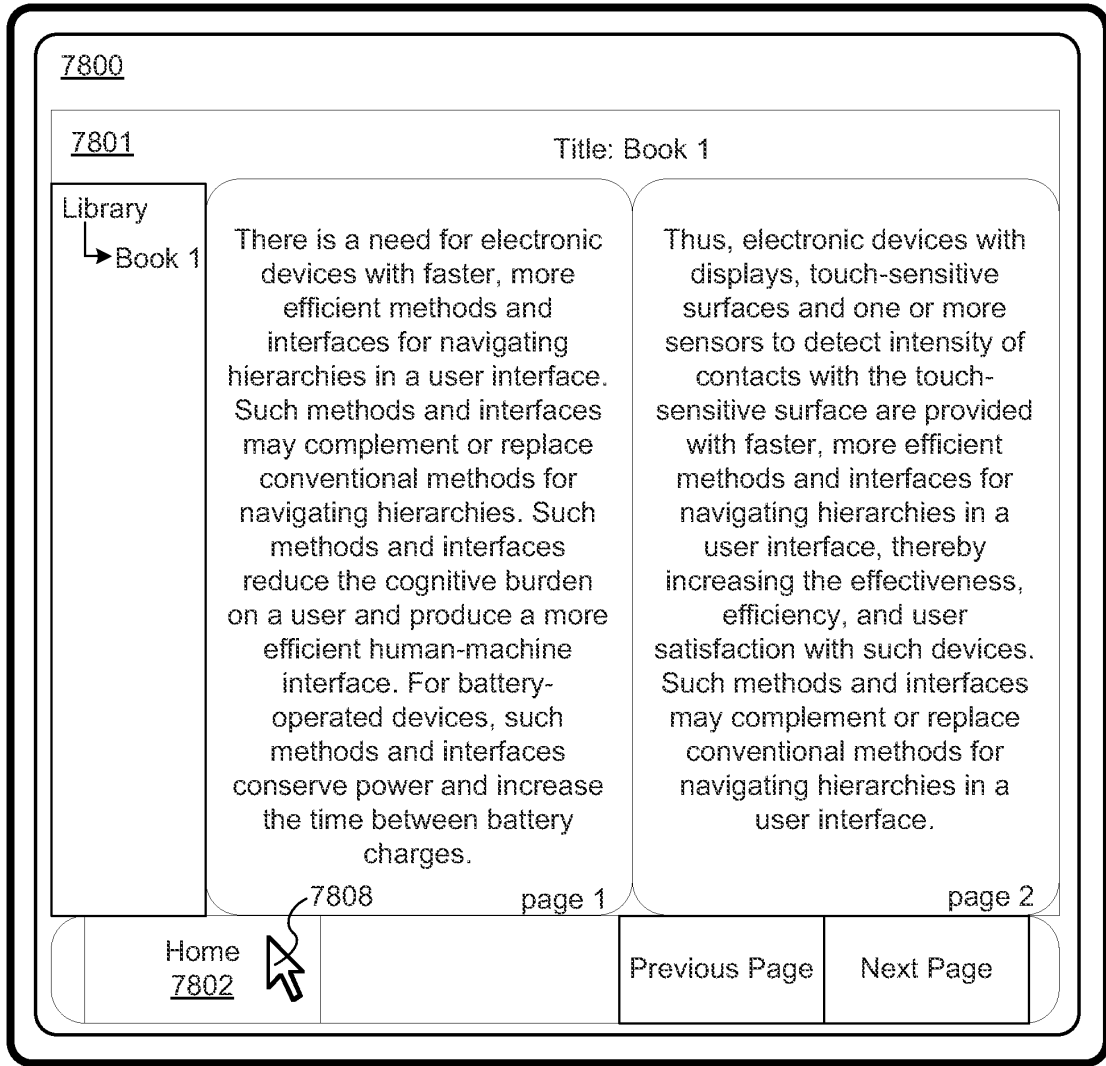 7800
7801
Title: Book 1
Library
Book 1
There is a need for electronic
devices with faster, more
efficient methods and
interfaces for navigating
hierarchies in a user interface.
Such methods and interfaces
may complement or replace
conventional methods for
navigating hierarchies. Such
methods and interfaces
reduce the cognitive burden
on a user and produce a more
efficient human-machine
interface. For battery-
operated devices, such
methods and interfaces
conserve power and increase
the time between battery
charges.
page 1
Thus, electronic devices with
displays, touch-sensitive
surfaces and one or more
sensors to detect intensity of
contacts with the touch-
sensitive surface are provided
with faster, more efficient
methods and interfaces for
navigating hierarchies in a
user interface, thereby
increasing the effectiveness,
efficiency, and user
satisfaction with such devices.
Such methods and interfaces
may complement or replace
conventional methods for
navigating hierarchies in a
user interface.
page 2
7808
Home
7802
Previous Page
Next Page